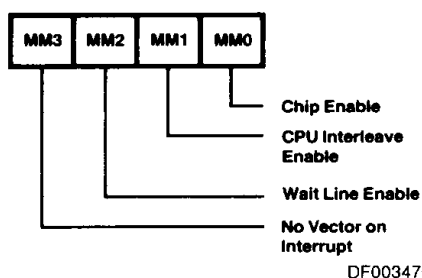 MM3 MM2 MM1 MM0
Chip Enable
CPU Interleave
Enable
Wait Line Enable
No Vector on
Interrupt
DF00347